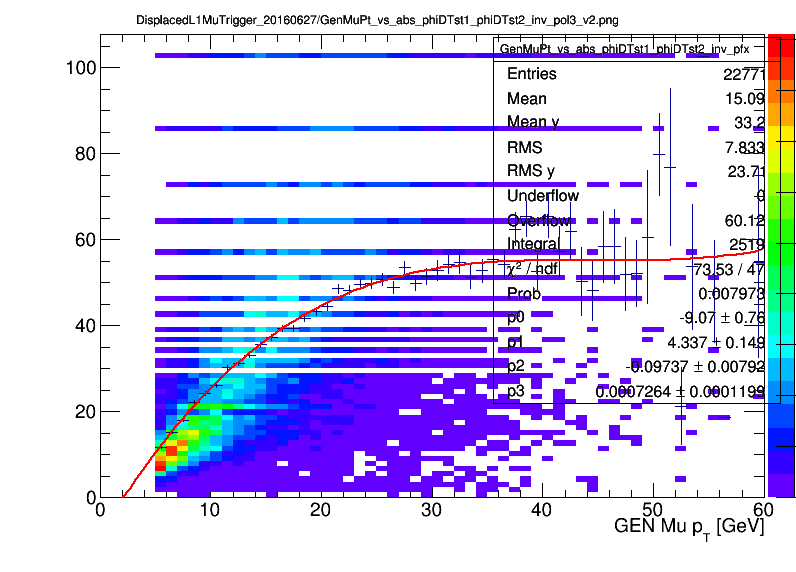 DisplacedL1MuTrigger_20160627/GenMuPt_vs_abs_phiDTst1_phiDTst2_inv_pol3_v2.png
GenMuPt_vs_abs_phiDTst1_phiDTst2_inv_pfx
Entries 22771
Mean 15.09
Mean y 33.2
RMS 7.833
RMS y 23.71
Underflow 0
Overflow 60.12
Integral 2519
χ² / ndf 73.53 / 47
Prob 0.007973
p0 -9.07 ± 0.76
p1 4.337 ± 0.149
p2 -0.09737 ± 0.00792
p3 0.0007264 ± 0.0001199
100
80
60
40
20
0
0 10 20 30 40 50 60
GEN Mu p_T [GeV]